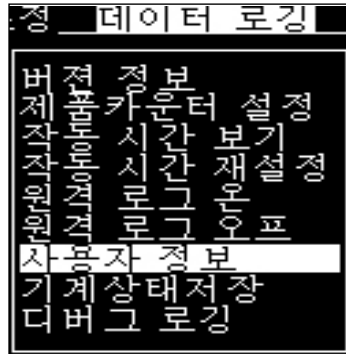 정 데이터 로깅
버젼 정보
제품카운터 설정
작동 시간 보기
작동 시간 재설정
원격 로그 온
원격 로그 오프
사용자 정보
기계상태저장
디버그 로깅